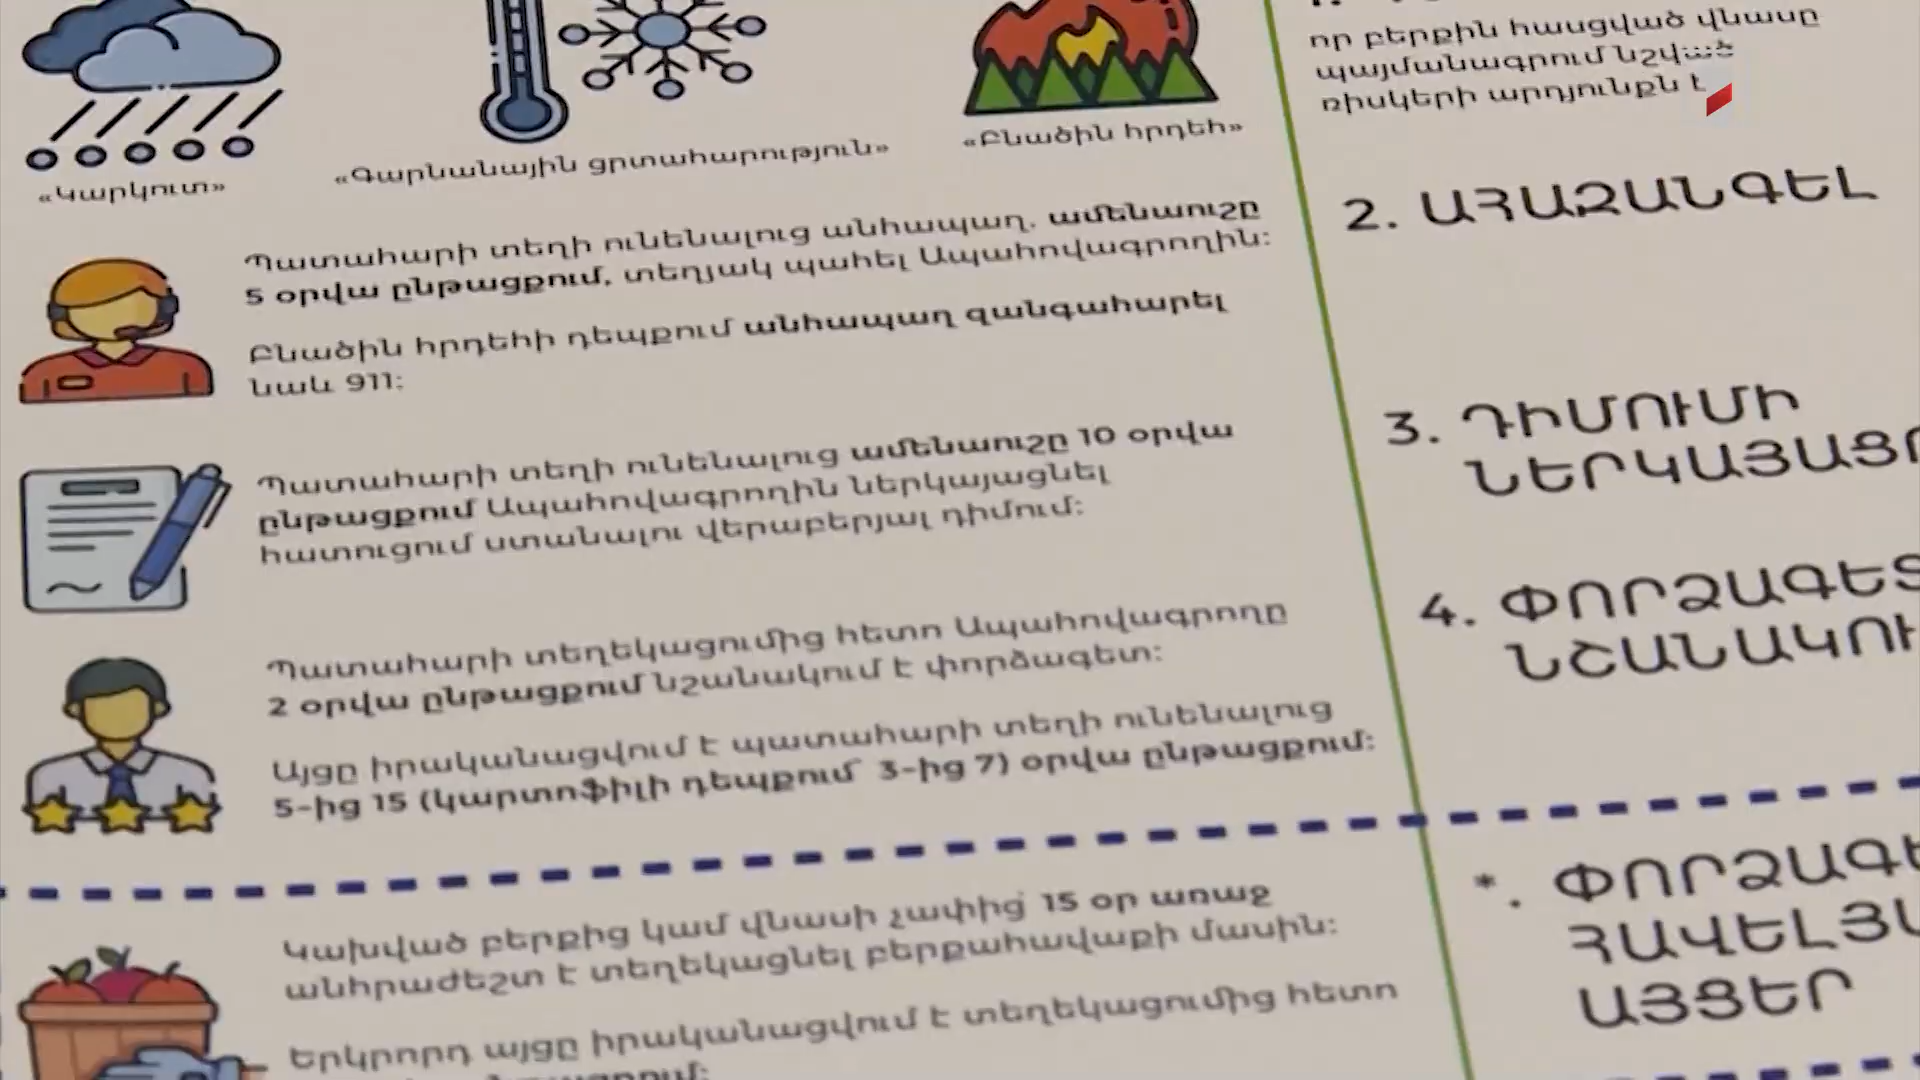 «Կարկուտ»
«Գարնանային ցրտահարություն»
«Բնածին հրդեհ»
Պատահարի տեղի ունենալուց անհապաղ. ամենաուշը
5 օրվա ընթացքում, տեղյակ պահել Ապահովագրողին:
Բնածին հրդեհի դեպքում անհապաղ զանգահարել
նաև 911:
Պատահարի տեղի ունենալուց ամենաուշը 10 օրվա
ընթացքում Ապահովագրողին ներկայացնել
հատուցում ստանալու վերաբերյալ դիմում:
Պատահարի տեղեկացումից հետո Ապահովագրողը
2 օրվա ընթացքում նշանակում է փորձագետ:
Այցը իրականացվում է պատահարի տեղի ունենալուց
5-ից 15 (կարտոֆիլի դեպքում՝ 3-ից 7) օրվա ընթացքում:
Կախված բերքից կամ վնասի չափից՝ 15 օր առաջ
անհրաժեշտ է տեղեկացնել բերքահավաքի մասին:
Երկրորդ այցը իրականացվում է տեղեկացումից հետո
որ բերքին հասցված վնասը
պայմանագրում նշված
ռիսկերի արդյունքն է
2. ԱՀԱԶԱՆԳԵԼ
3. ԴԻՄՈՒՄԻ
ՆԵՐԿԱՅԱՑ
4. ՓՈՐՁԱԳԵՏ
ՆՇԱՆԱԿՈՒ
*. ՓՈՐՁԱԳԵ
ՀԱՎԵԼՅԱ
ԱՅՑԵՐ